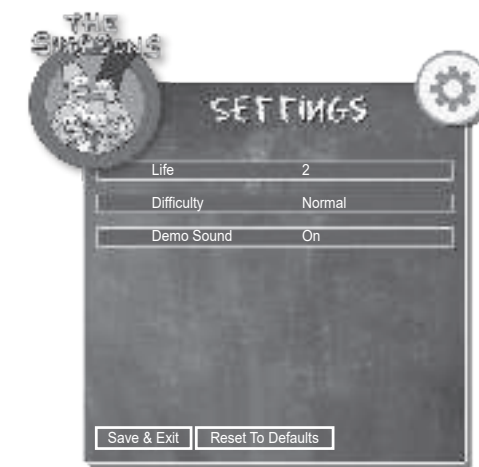 THE
SIMPSONS
SETTINGS
Life 2
Difficulty Normal
Demo Sound On
Save & Exit Reset To Defaults